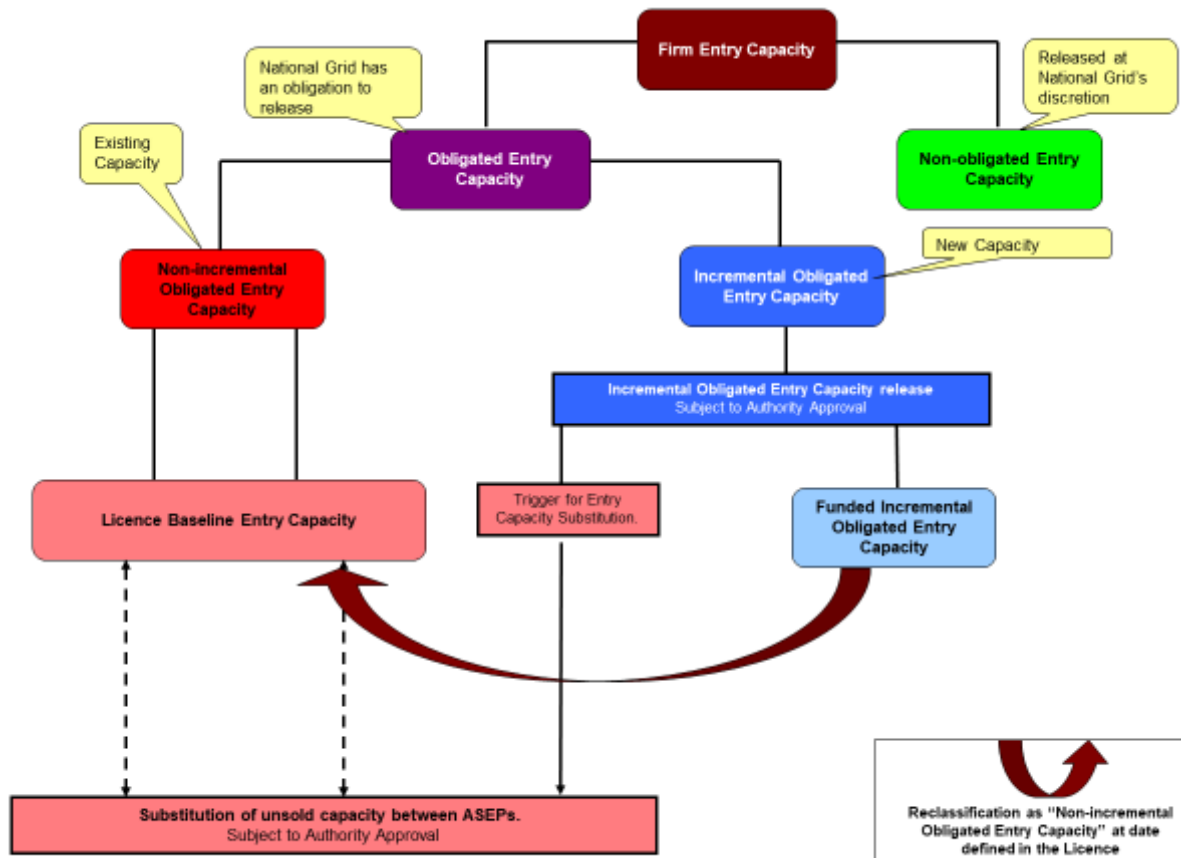 Firm Entry Capacity
National Grid has
an obligation to
release
Released at
National Grid's
discretion
Existing
Capacity
Obligated Entry
Capacity
Non-obligated Entry
Capacity
New Capacity
Non-incremental
Obligated Entry
Capacity
Incremental Obligated
Entry Capacity
Incremental Obligated Entry Capacity release
Subject to Authority Approval
Licence Baseline Entry Capacity
Trigger for Entry
Capacity Substitution.
Funded Incremental
Obligated Entry
Capacity
Substitution of unsold capacity between ASEPs.
Subject to Authority Approval
Reclassification as “Non-incremental
Obligated Entry Capacity” at date
defined in the Licence